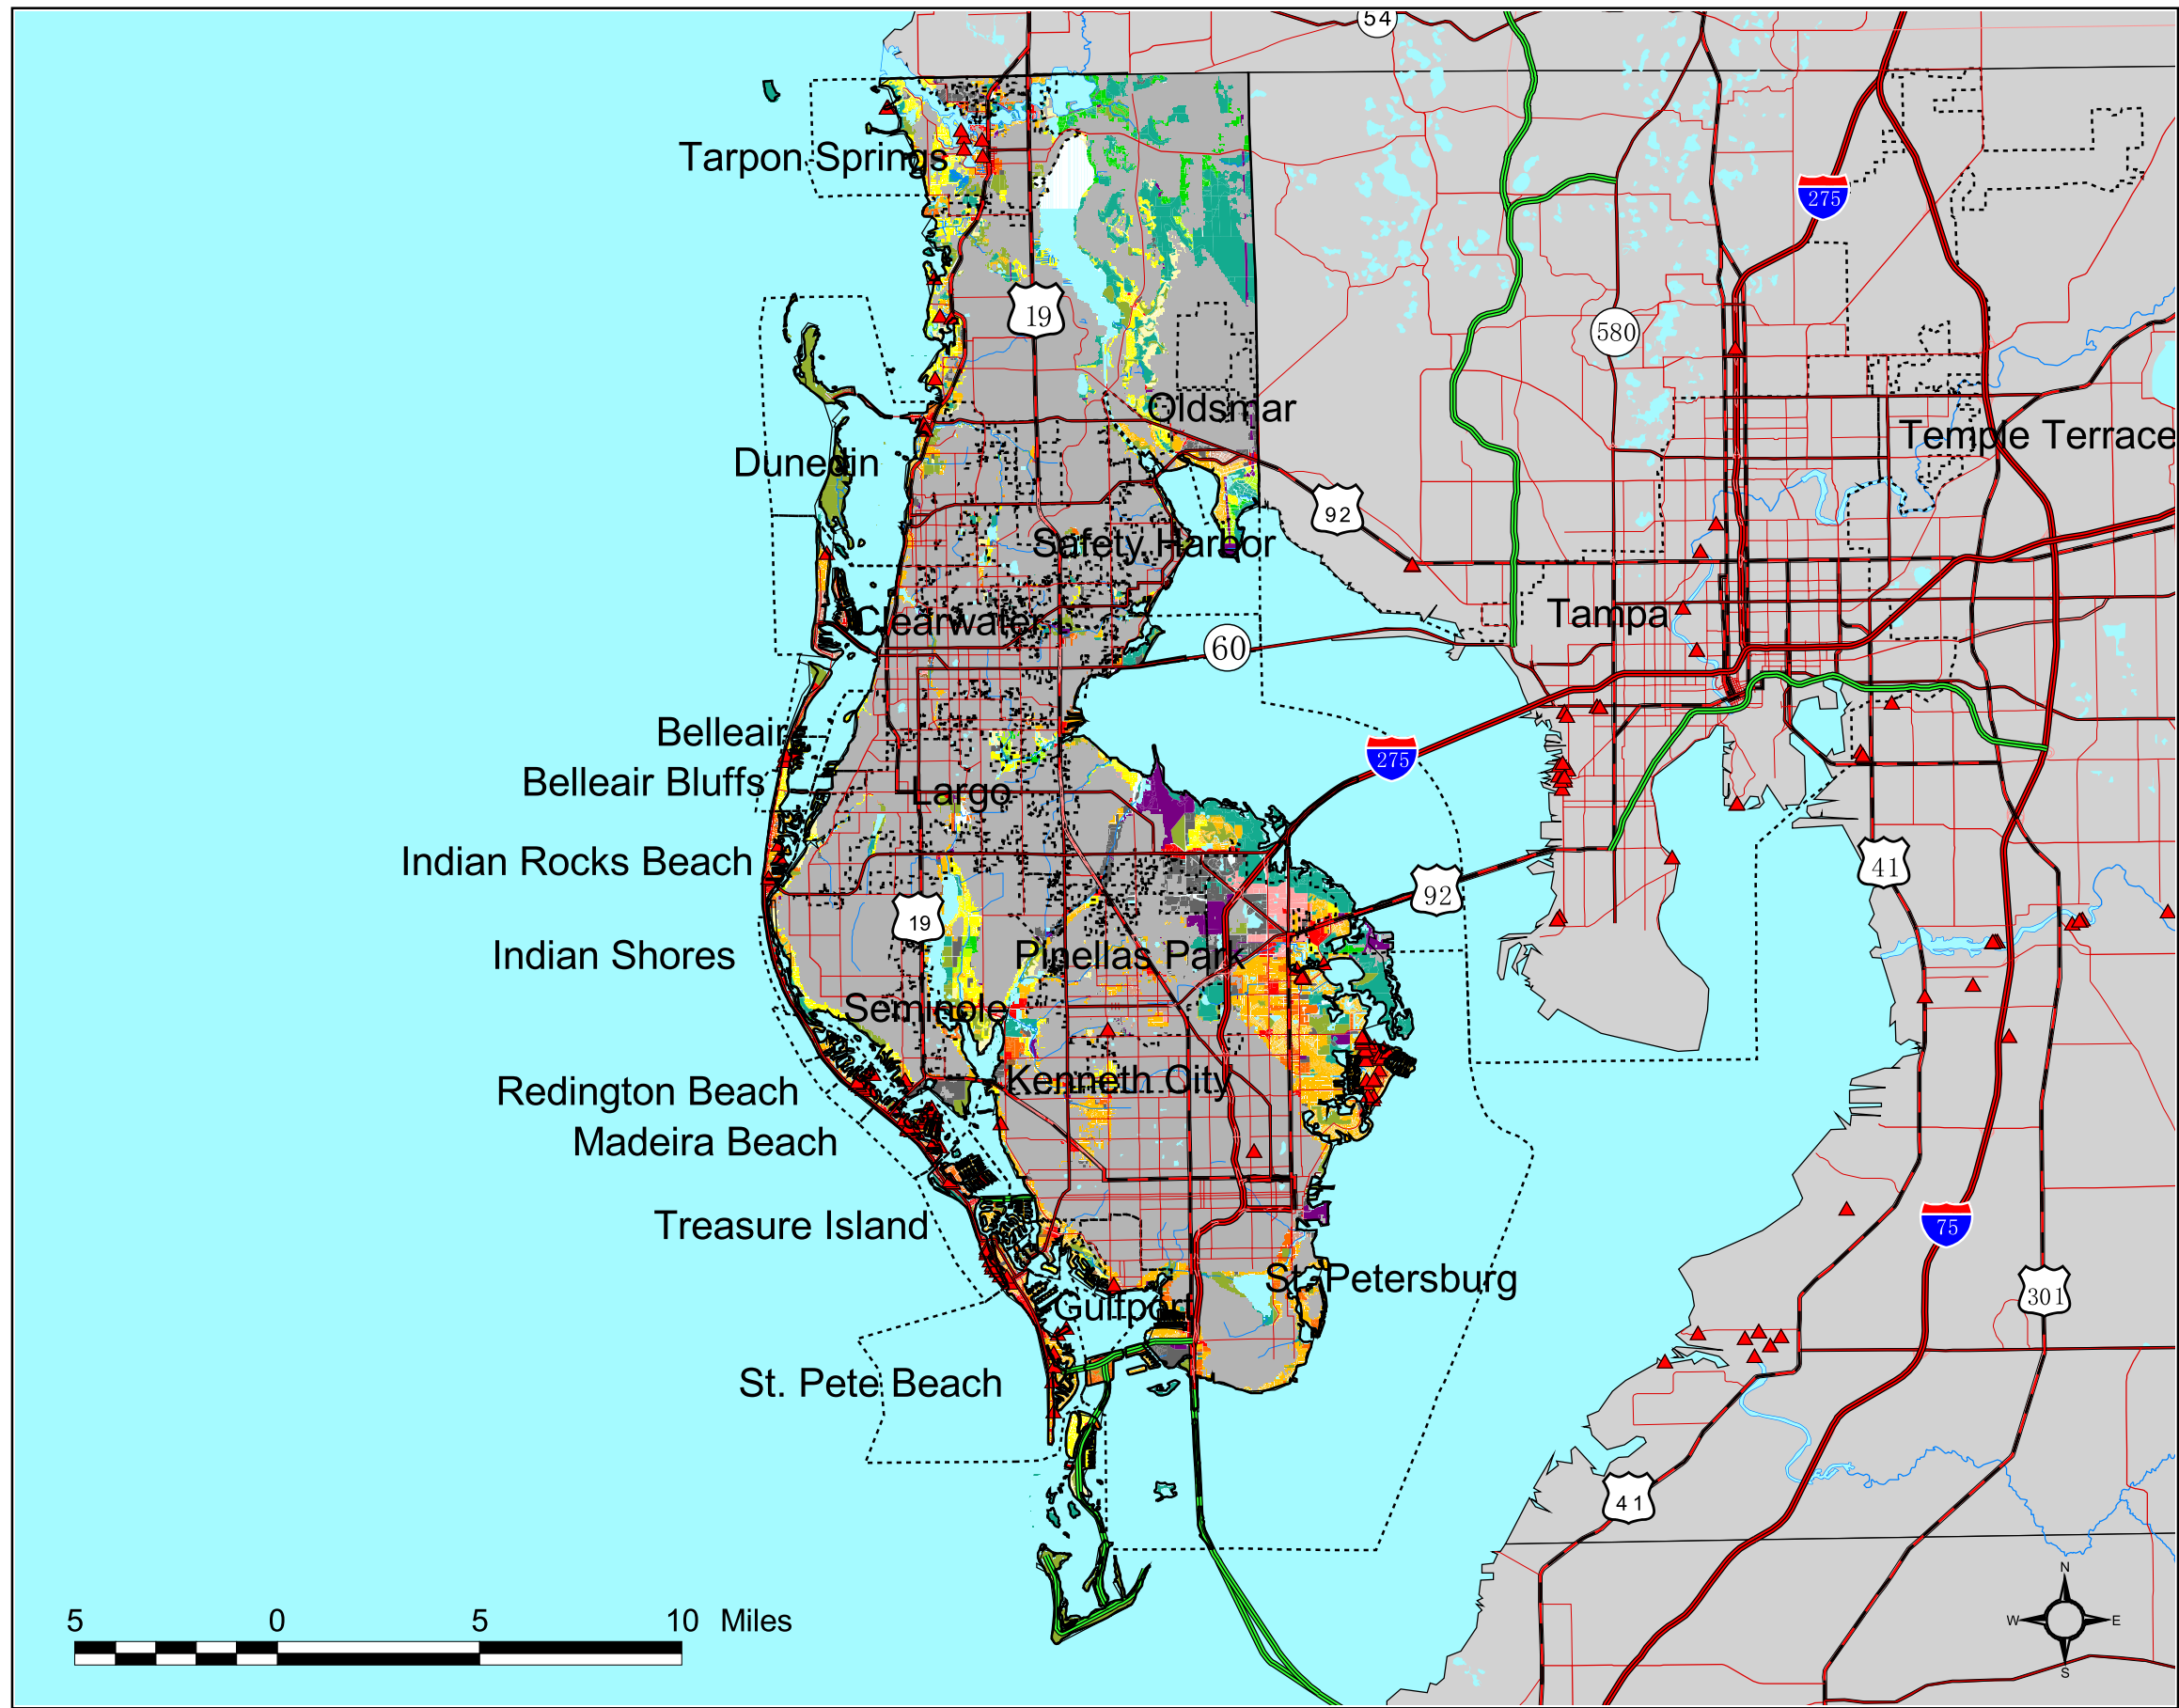 54
Tarpon Springs
275
19
580
Oldsmar
Temple Terrace
Dunedin
92
Safety Harbor
Tampa
Clearwater
60
Belleair
275
Belleair Bluffs
Largo
Indian Rocks Beach
41
92
19
Indian Shores
Pinellas Park
Seminole
Kenneth City
Redington Beach
Madeira Beach
Treasure Island
75
St. Petersburg
301
Gulfport
St. Pete Beach
41
N
W E
S
5 0 5 10 Miles